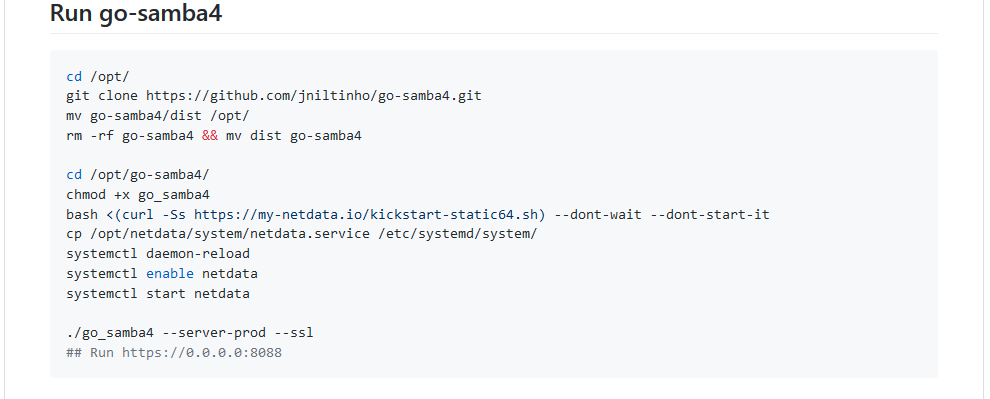 Run go-samba4
cd /opt/
git clone https://github.com/jniltinho/go-samba4.git
mv go-samba4/dist /opt/
rm -rf go-samba4 && mv dist go-samba4
cd /opt/go-samba4/
chmod +x go_samba4
bash <(curl -Ss https://my-netdata.io/kickstart-static64.sh) --dont-wait --dont-start-it
cp /opt/netdata/system/netdata.service /etc/systemd/system/
systemctl daemon-reload
systemctl enable netdata
systemctl start netdata
./go_samba4 --server-prod --ssl
## Run https://0.0.0.0:8088